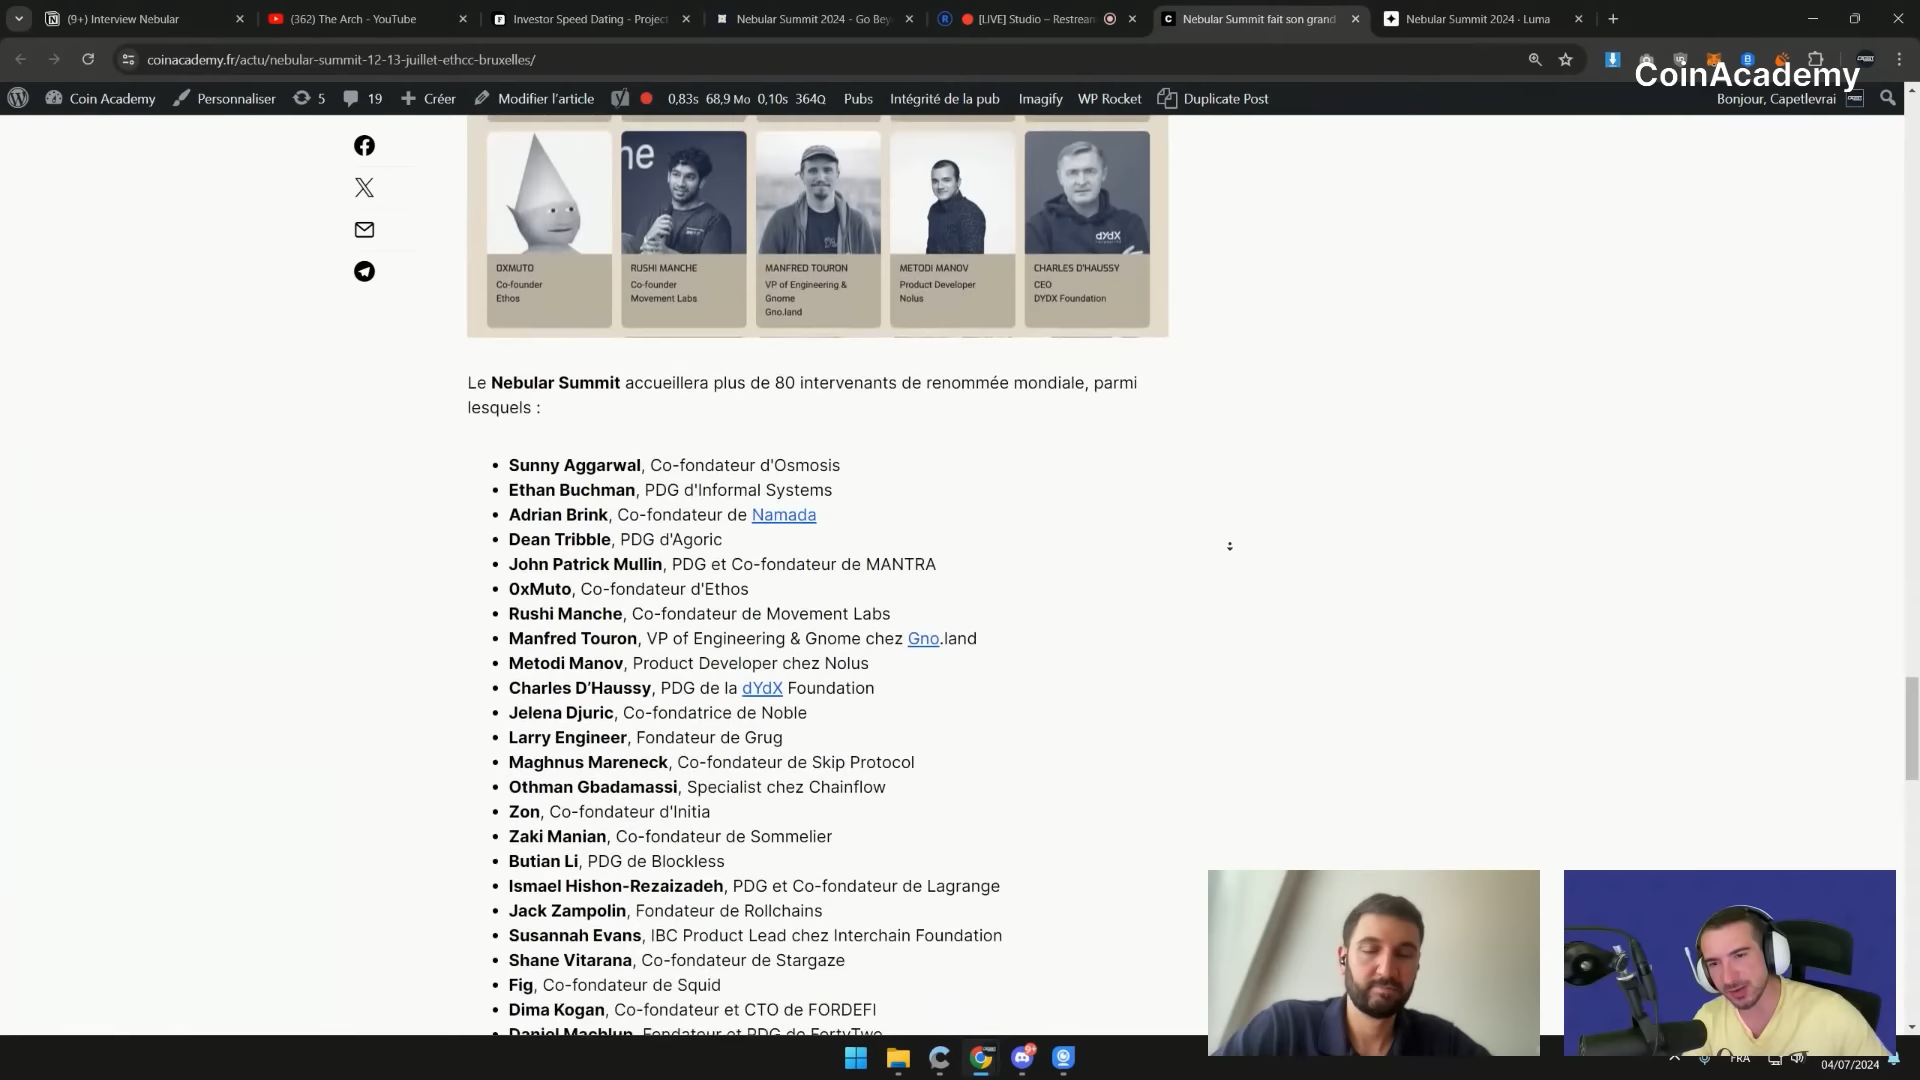 (9+) Interview Nebular
(362) The Arch - YouTube
Investor Speed Dating - Project
Nebular Summit 2024 - Go Bey
[LIVE] Studio – Restrean
Nebular Summit fait son grand
Nebular Summit 2024 · Luma
coinacademy.fr/actu/nebular-summit-12-13-juillet-ethcc-bruxelles/
CoinAcademy
Coin Academy
Personnaliser
5
19
Créer
Modifier l'article
0,83s 68,9 Mo 0,10s 364Q
Pubs
Intégrité de la pub
Imagify
WP Rocket
Duplicate Post
Bonjour, Capetlevrai
ne
dYdX
0XMUTO
Co-founder
Ethos
RUSHI MANCHE
Co-founder
Movement Labs
MANFRED TOURON
VP of Engineering &
Gnome
Gno.land
METODI MANOV
Product Developer
Nolus
CHARLES D'HAUSSY
CEO
DYDX Foundation
Le Nebular Summit accueillera plus de 80 intervenants de renommée mondiale, parmi
lesquels :
• Sunny Aggarwal, Co-fondateur d'Osmosis
• Ethan Buchman, PDG d'Informal Systems
• Adrian Brink, Co-fondateur de Namada
• Dean Tribble, PDG d'Agoric
• John Patrick Mullin, PDG et Co-fondateur de MANTRA
• 0xMuto, Co-fondateur d'Ethos
• Rushi Manche, Co-fondateur de Movement Labs
• Manfred Touron, VP of Engineering & Gnome chez Gno.land
• Metodi Manov, Product Developer chez Nolus
• Charles D'Haussy, PDG de la dYdX Foundation
• Jelena Djuric, Co-fondatrice de Noble
• Larry Engineer, Fondateur de Grug
• Maghnus Mareneck, Co-fondateur de Skip Protocol
• Othman Gbadamassi, Specialist chez Chainflow
• Zon, Co-fondateur d'Initia
• Zaki Manian, Co-fondateur de Sommelier
• Butian Li, PDG de Blockless
• Ismael Hishon-Rezaizadeh, PDG et Co-fondateur de Lagrange
• Jack Zampolin, Fondateur de Rollchains
• Susannah Evans, IBC Product Lead chez Interchain Foundation
• Shane Vitarana, Co-fondateur de Stargaze
• Fig, Co-fondateur de Squid
• Dima Kogan, Co-fondateur et CTO de FORDEFI
• Daniel Machlup, Fondateur et PDG de FortyTwo
FRA
04/07/2024